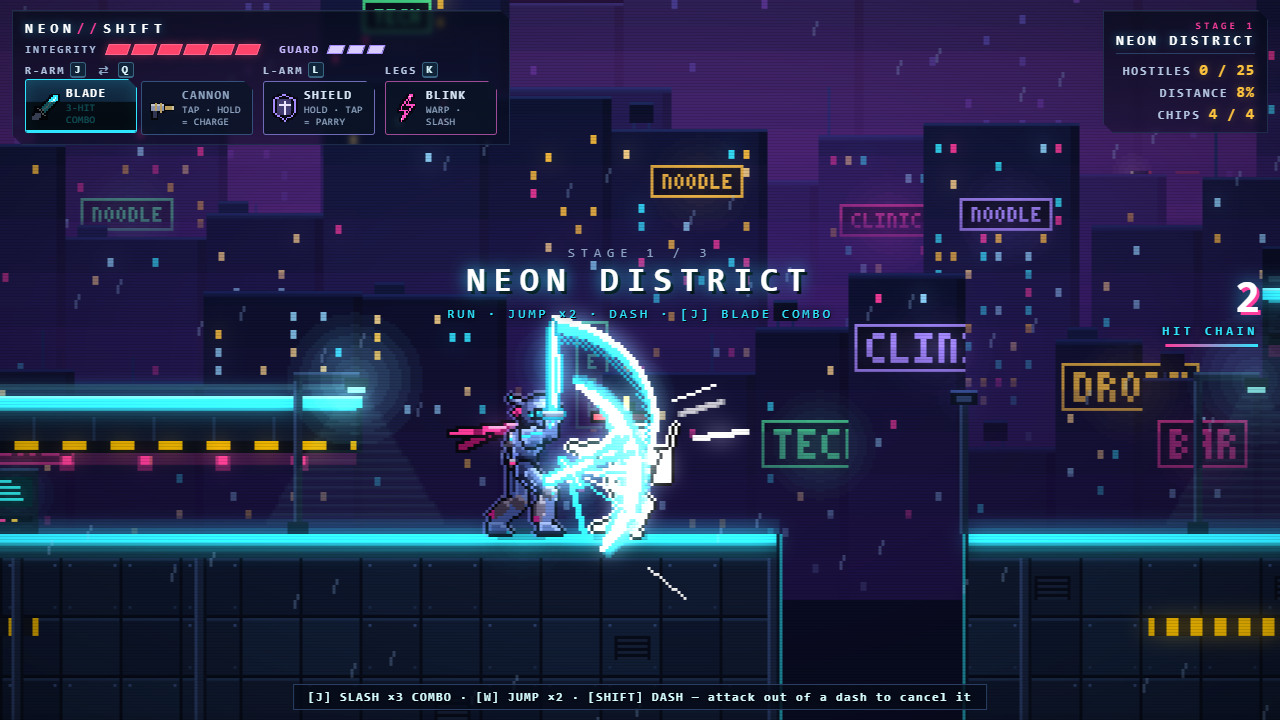 TECH
NEON//SHIFT
INTEGRITY GUARD
R-ARM J ⇄ Q L-ARM L LEGS K
BLADE
3-HIT
COMBO
CANNON
TAP · HOLD
= CHARGE
SHIELD
HOLD · TAP
= PARRY
BLINK
WARP ·
SLASH
STAGE 1
NEON DISTRICT
HOSTILES 0 / 25
DISTANCE 8%
CHIPS 4 / 4
NOODLE
NOODLE
CLINIC
NOODLE
STAGE 1 / 3
NEON DISTRICT
RUN · JUMP ×2 · DASH · [J] BLADE COMBO
2
HIT CHAIN
CLIN
DRO
TEC
BAR
[J] SLASH ×3 COMBO · [W] JUMP ×2 · [SHIFT] DASH — attack out of a dash to cancel it